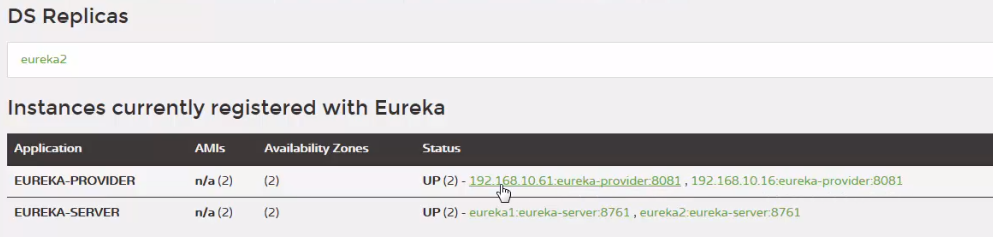 DS Replicas
eureka2
Instances currently registered with Eureka
Application AMIs Availability Zones Status
EUREKA-PROVIDER n/a (2) (2) UP (2) - 192.168.10.61:eureka-provider:8081 , 192.168.10.16:eureka-provider:8081
EUREKA-SERVER n/a (2) (2) UP (2) - eureka1:eureka-server:8761 , eureka2:eureka-server:8761